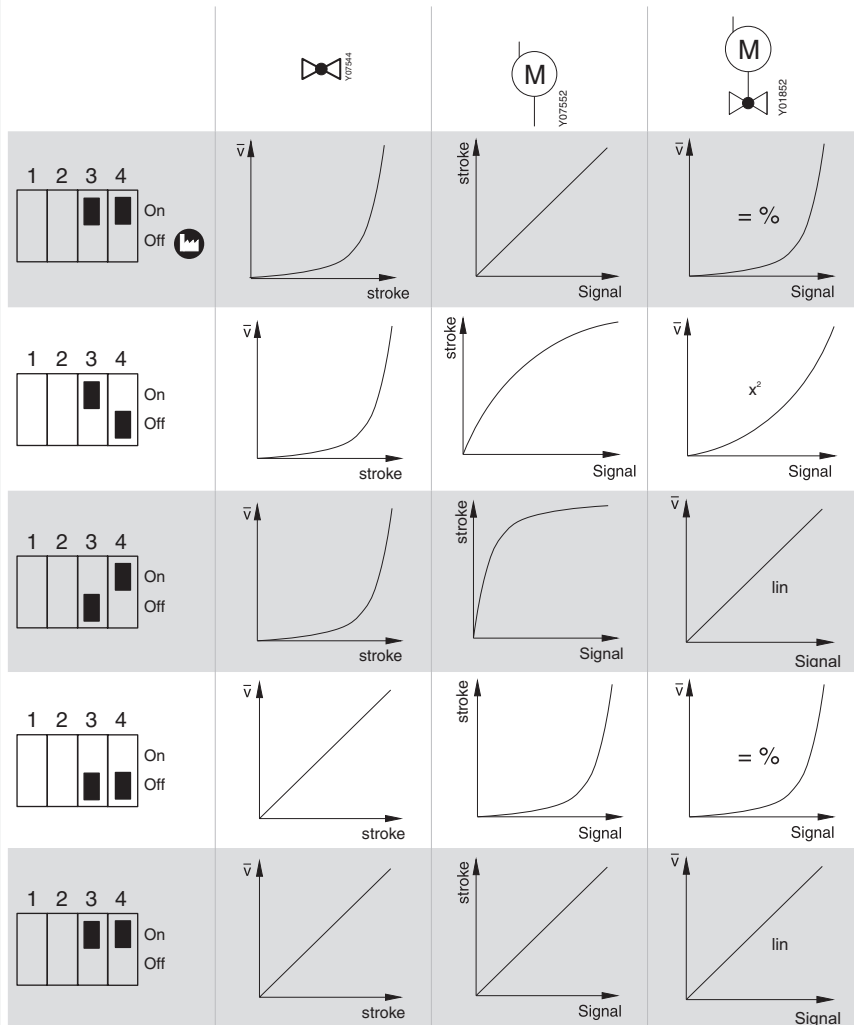 Y07544
M
Y07552
M
Y01852
1 2 3 4
On
Off
v̄
stroke
stroke
Signal
v̄
= %
Signal
1 2 3 4
On
Off
v̄
stroke
stroke
Signal
v̄
x²
Signal
1 2 3 4
On
Off
v̄
stroke
stroke
Signal
v̄
lin
Signal
1 2 3 4
On
Off
v̄
stroke
stroke
Signal
v̄
= %
Signal
1 2 3 4
On
Off
v̄
stroke
stroke
Signal
v̄
lin
Signal